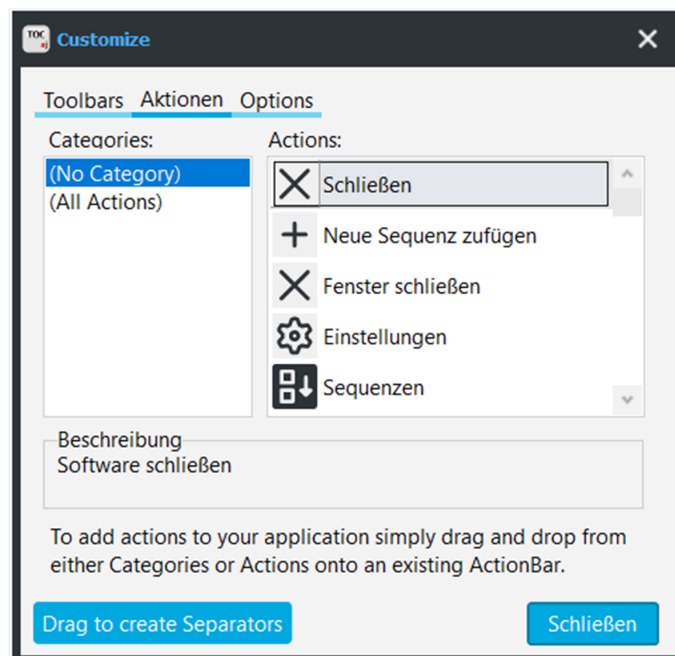 TOC
Customize
Toolbars Aktionen Options
Categories:
Actions:
(No Category)
(All Actions)
Schließen
Neue Sequenz zufügen
Fenster schließen
Einstellungen
Sequenzen
Beschreibung
Software schließen
To add actions to your application simply drag and drop from
either Categories or Actions onto an existing ActionBar.
Drag to create Separators
Schließen